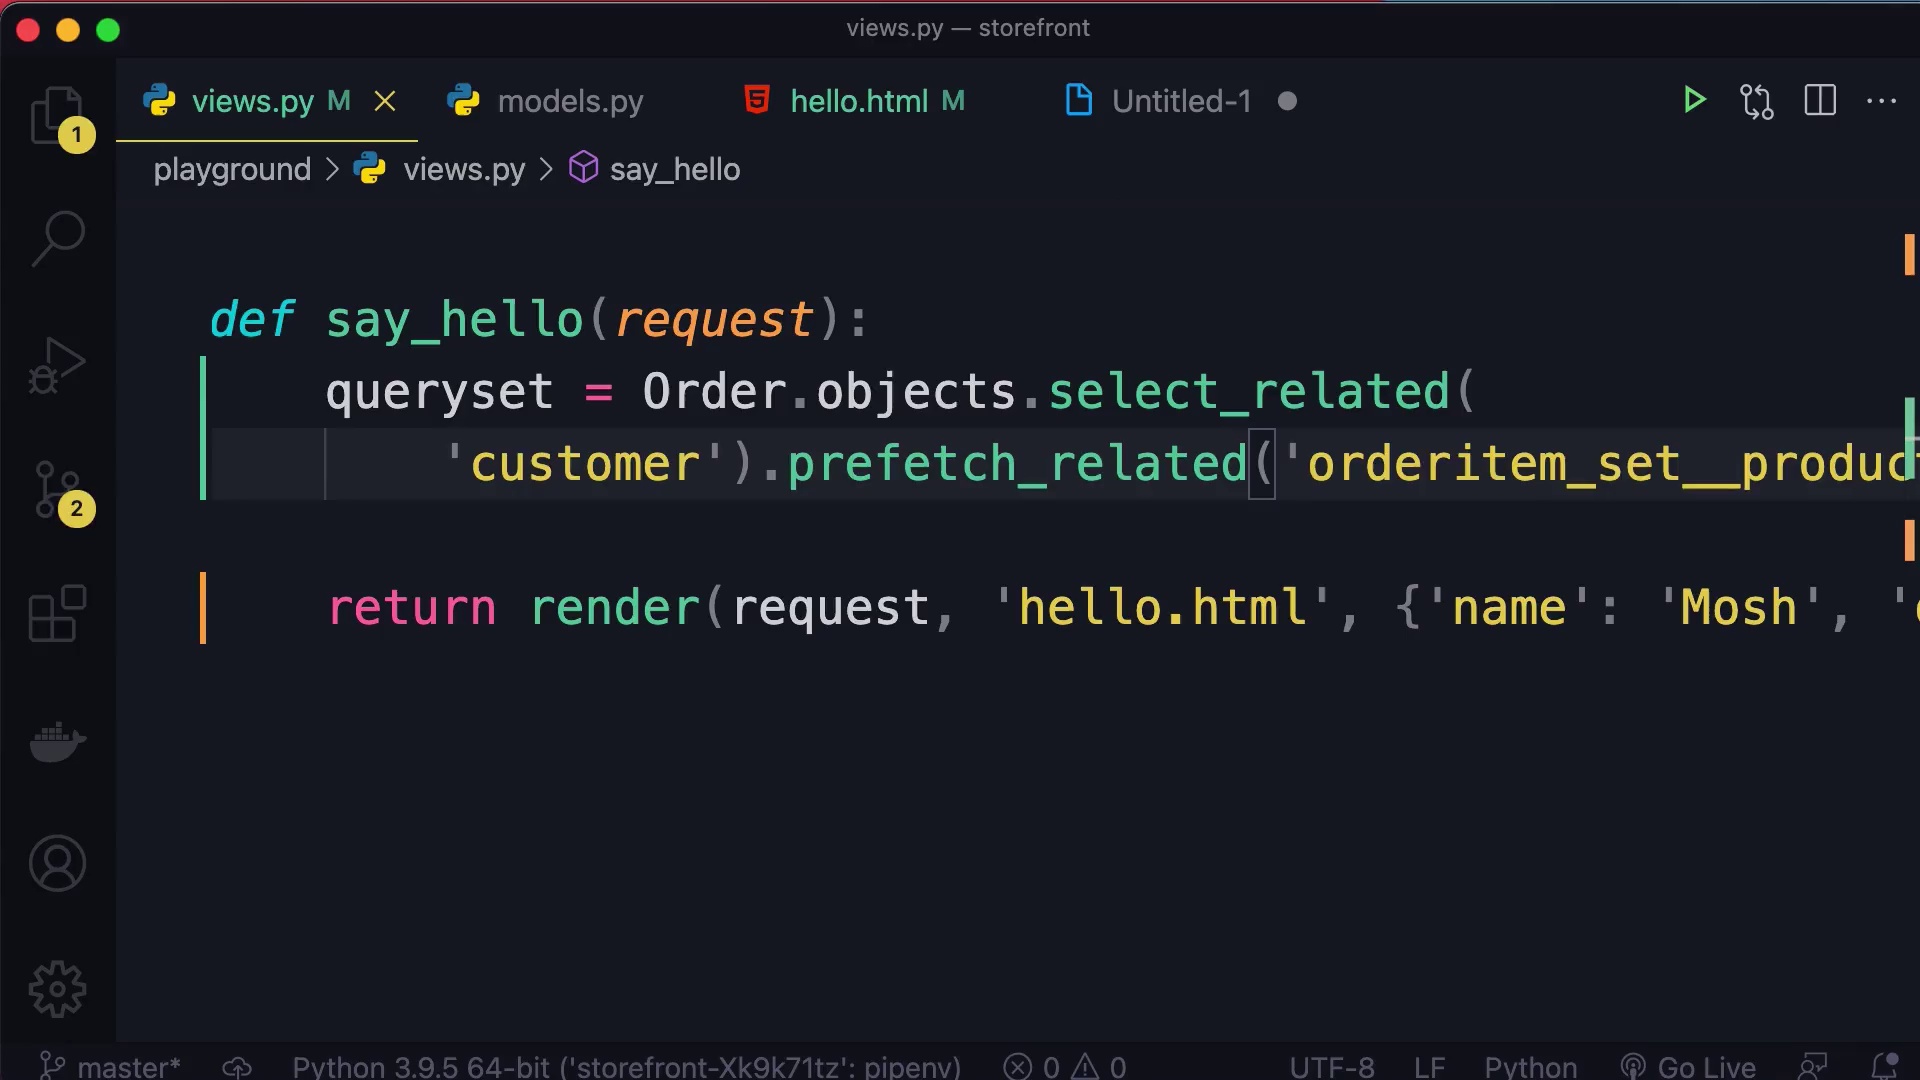 views.py — storefront
views.py M models.py hello.html M Untitled-1
1
playground > views.py > say_hello
def say_hello(request):
queryset = Order.objects.select_related(
'customer').prefetch_related('orderitem_set__produc
2
return render(request, 'hello.html', {'name': 'Mosh', '
master* Python 3.9.5 64-bit ('storefront-Xk9k71tz': pipenv) 0 0 UTF-8 LF Python Go Live